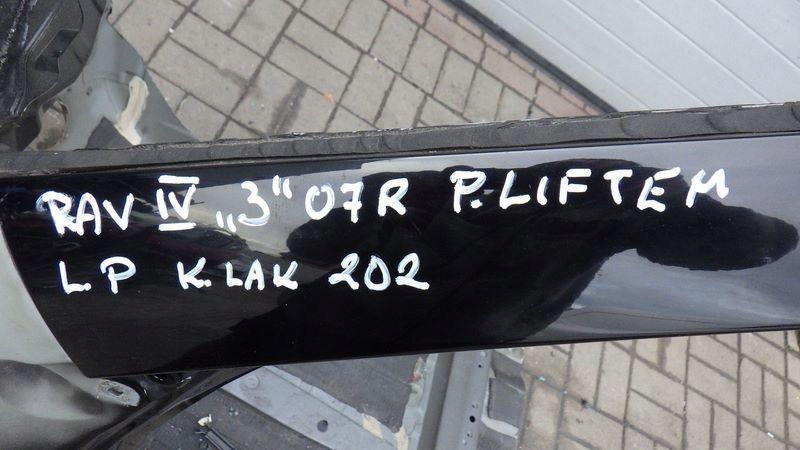 RAV IV „3" 07R P.LIFTEM
L.P K.LAK 202